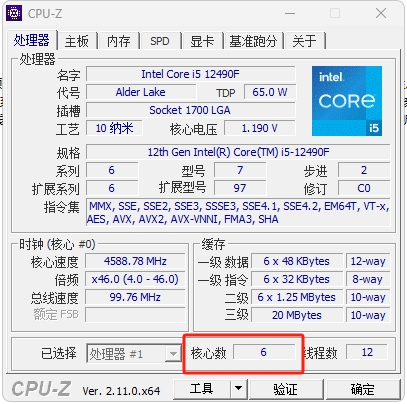 CPU-Z
处理器 主板 内存 SPD 显卡 基准跑分 关于
处理器
名字 Intel Core i5 12490F
代号 Alder Lake TDP 65.0 W
插槽 Socket 1700 LGA
工艺 10 纳米 核心电压 1.190 V
intel
CORE
i5
规格 12th Gen Intel(R) Core(TM) i5-12490F
系列 6 型号 7 步进 2
扩展系列 6 扩展型号 97 修订 C0
指令集 MMX, SSE, SSE2, SSE3, SSSE3, SSE4.1, SSE4.2, EM64T, VT-x,
AES, AVX, AVX2, AVX-VNNI, FMA3, SHA
时钟 (核心 #0) 缓存
核心速度 4588.78 MHz 一级 数据 6 x 48 KBytes 12-way
倍频 x46.0 (4.0 - 46.0) 一级 指令 6 x 32 KBytes 8-way
总线速度 99.76 MHz 二级 6 x 1.25 MBytes 10-way
额定 FSB 三级 20 MBytes 10-way
已选择 处理器 #1 核心数 6 线程数 12
CPU-Z Ver. 2.11.0.x64 工具 验证 确定